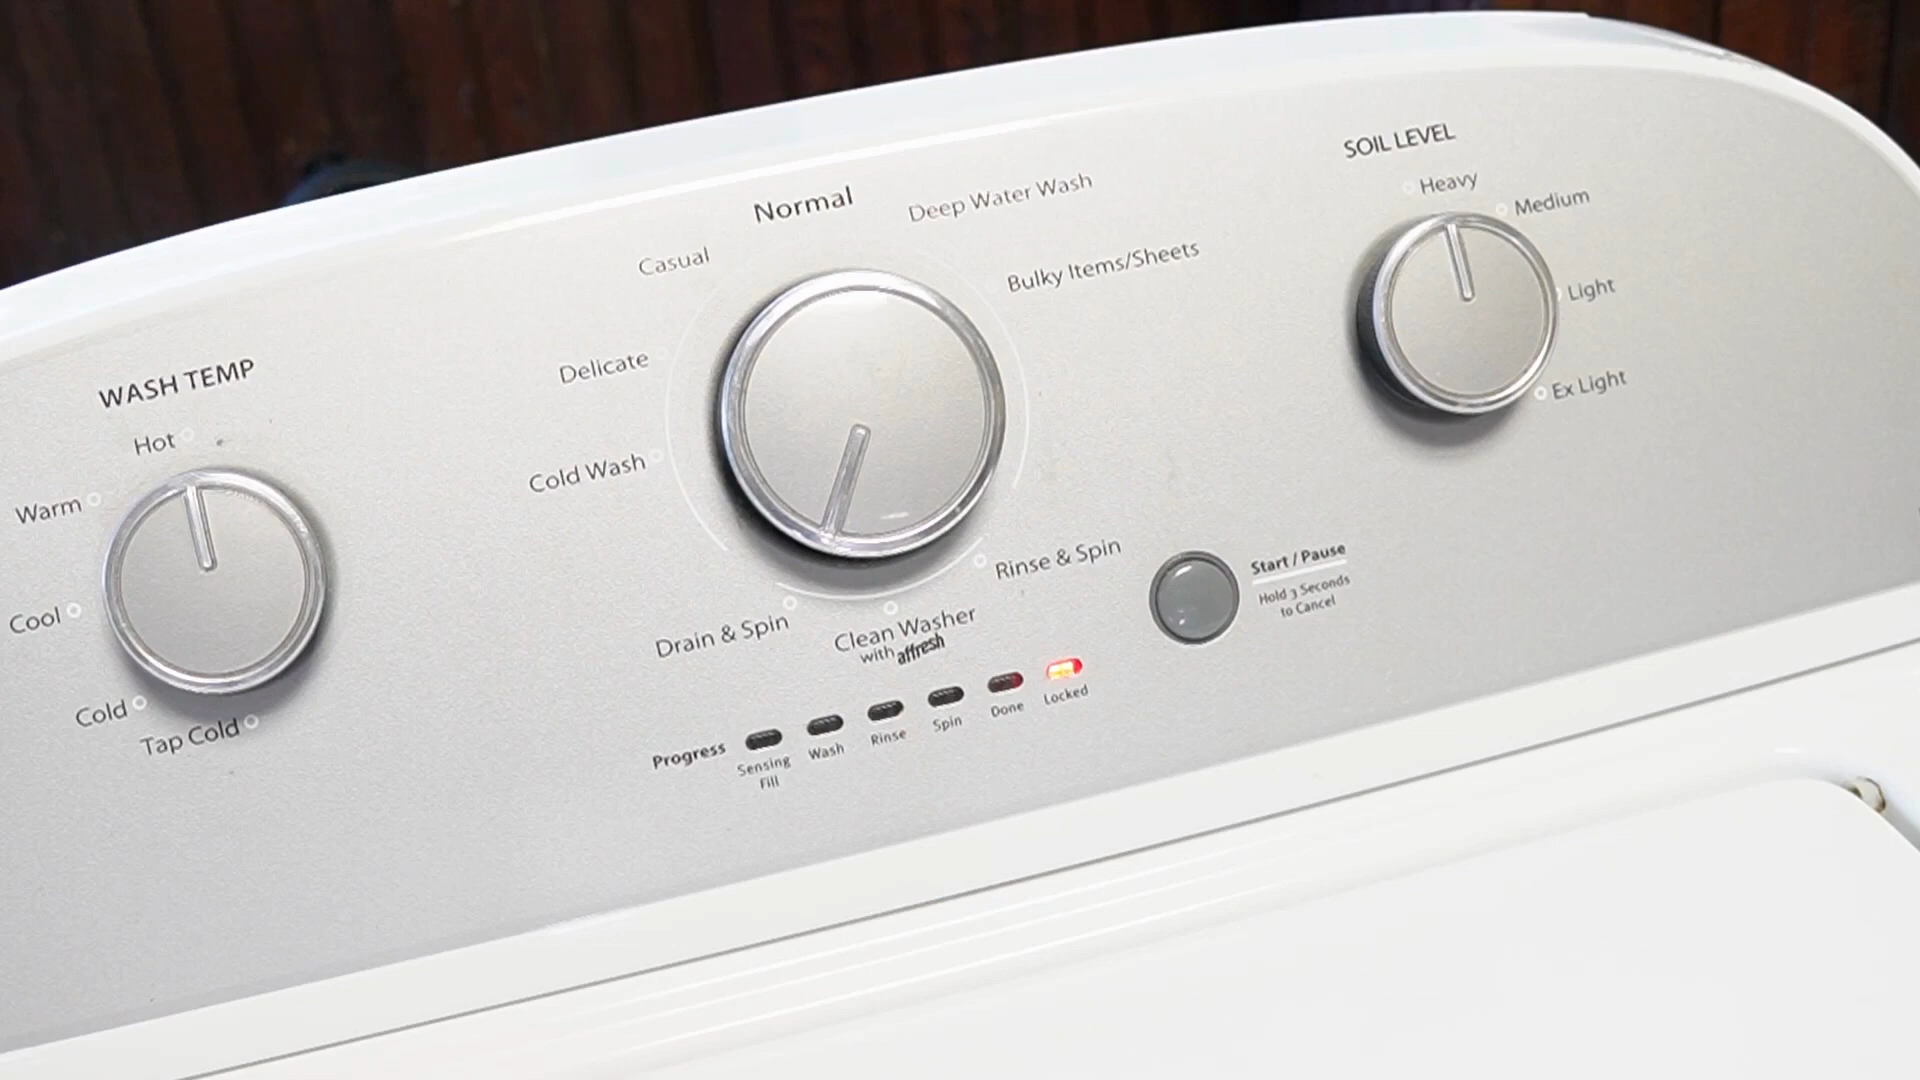 WASH TEMP
Hot
Warm
Cool
Cold
Tap Cold
Normal
Casual
Delicate
Cold Wash
Deep Water Wash
Bulky Items/Sheets
Rinse & Spin
Clean Washer
with affresh
Drain & Spin
SOIL LEVEL
Heavy
Medium
Light
Ex Light
Start / Pause
Hold 3 Seconds
to Cancel
Progress
Sensing
Fill
Wash
Rinse
Spin
Done
Locked